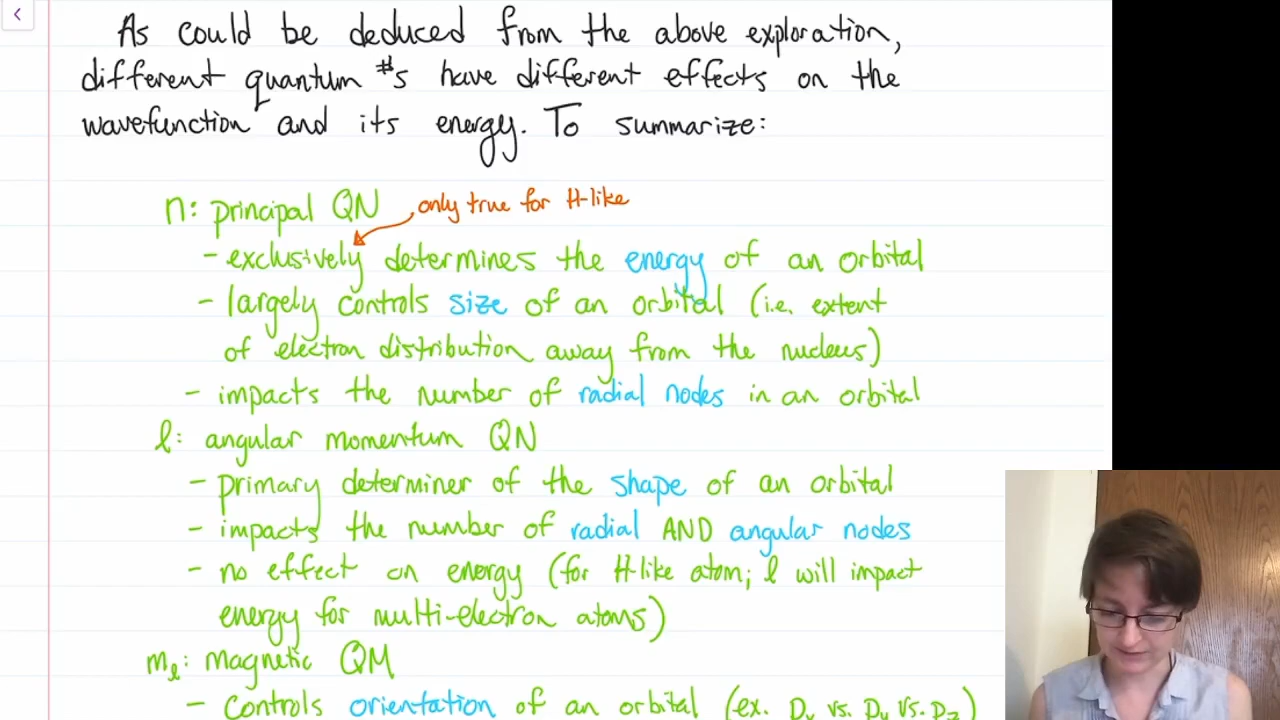 As could be deduced from the above exploration,
different quantum #s have different effects on the
wavefunction and its energy. To summarize:
n: principal QN
only true for H-like
- exclusively determines the energy of an orbital
- largely controls size of an orbital (i.e. extent
of electron distribution away from the nucleus)
- impacts the number of radial nodes in an orbital
l: angular momentum QN
- primary determiner of the shape of an orbital
- impacts the number of radial AND angular nodes
- no effect on energy (for H-like atom; l will impact
energy for multi-electron atoms)
mₗ: magnetic QM
- controls orientation of an orbital (ex. pₓ vs. pᵧ vs. p_z)